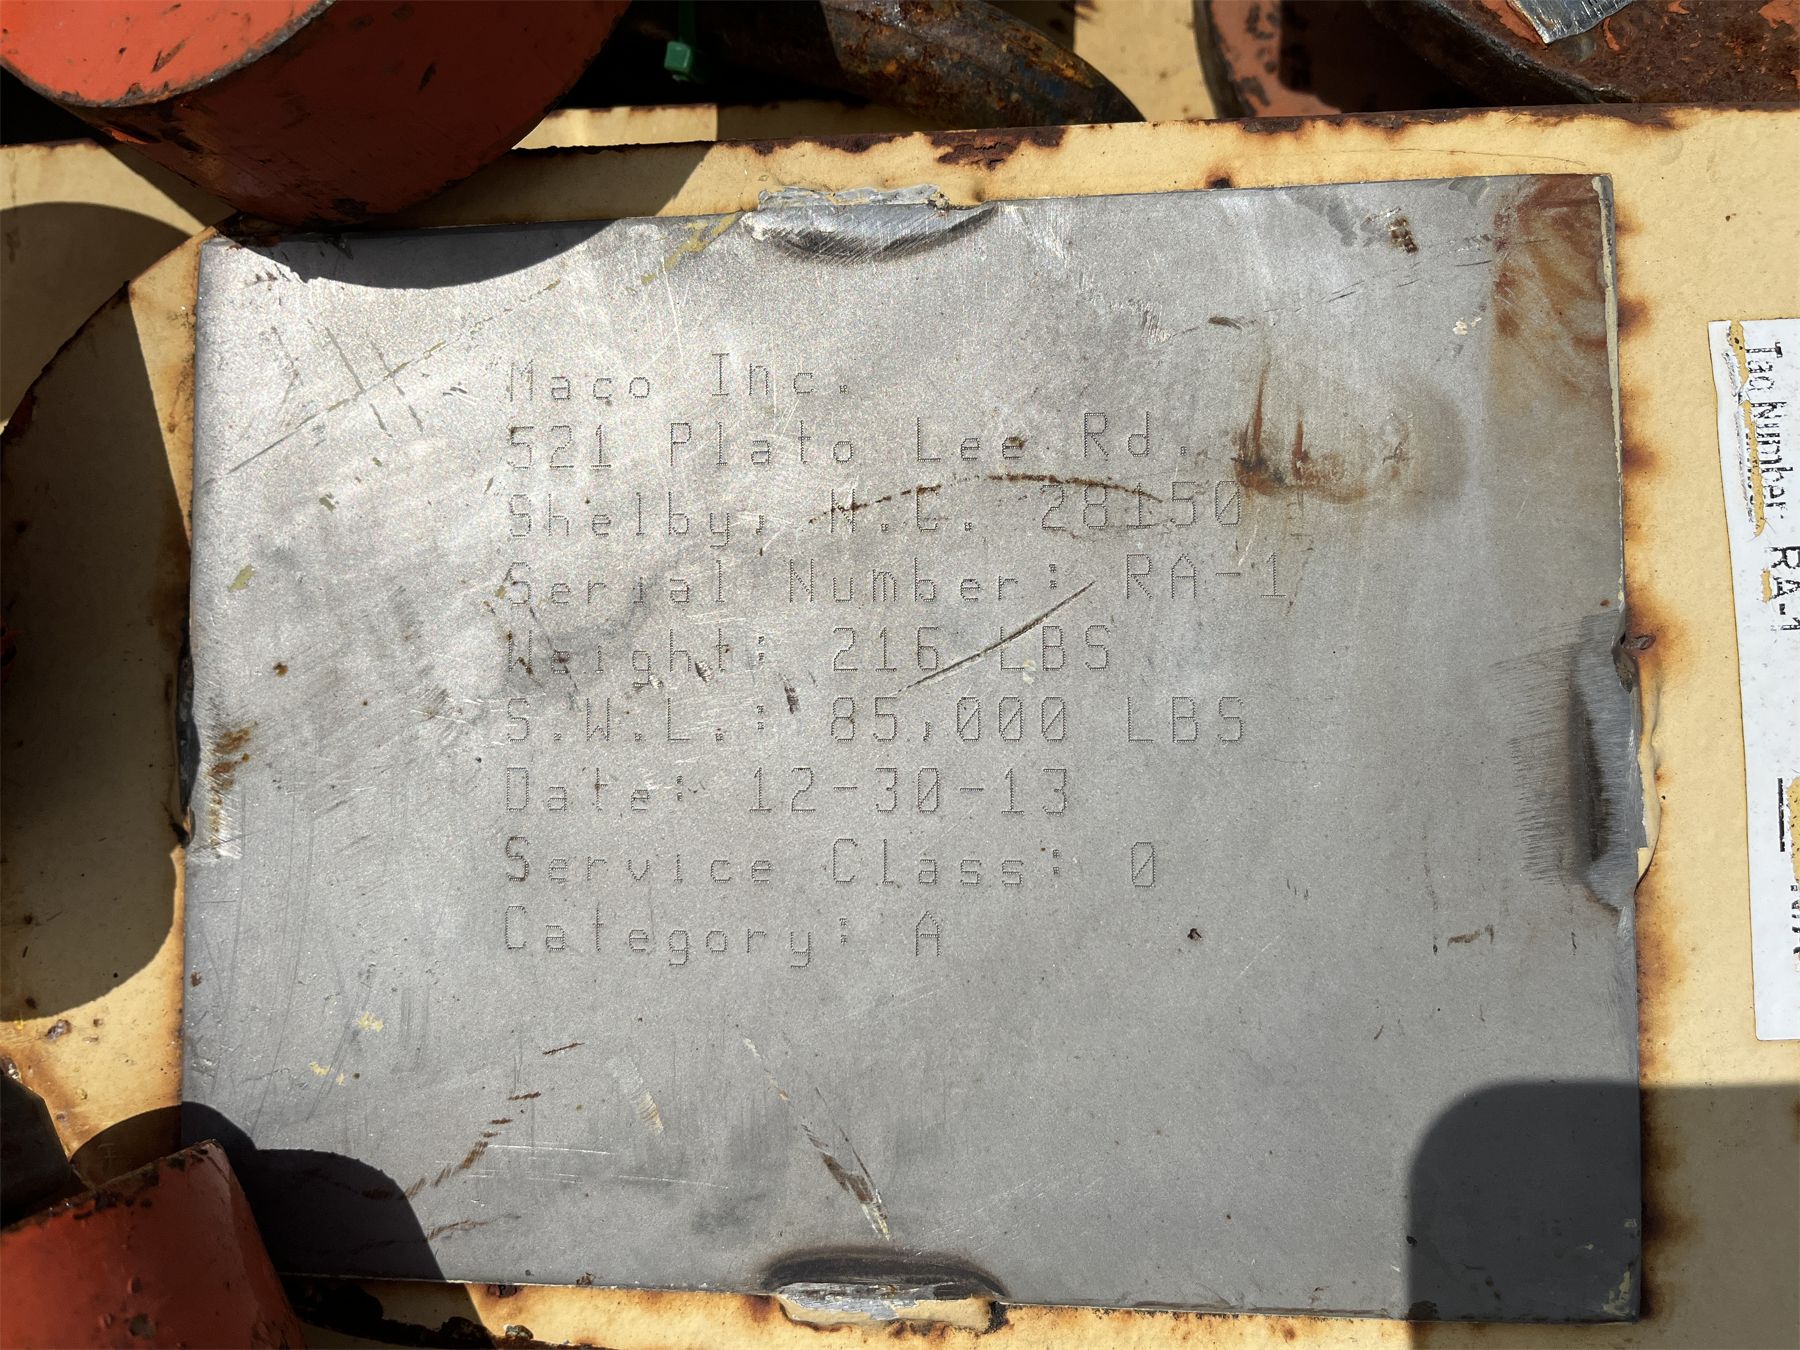 Maco Inc.
521 Plato Lee Rd.
Shelby, N.C. 28150
Serial Number: RA-1
Weight: 216 LBS
S.W.L.: 85,000 LBS
Date: 12-30-13
Service Class: 0
Category: A
Tag Number RA-1